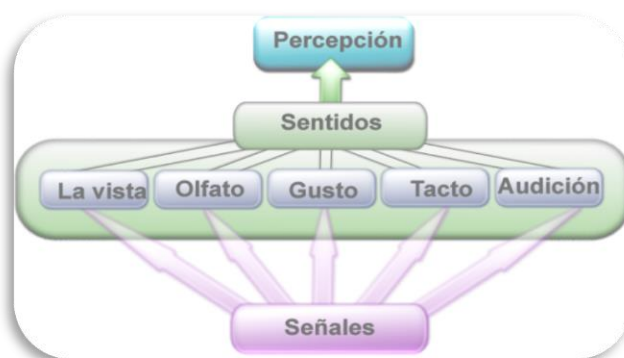 Percepción
Sentidos
La vista Olfato Gusto Tacto Audición
Señales